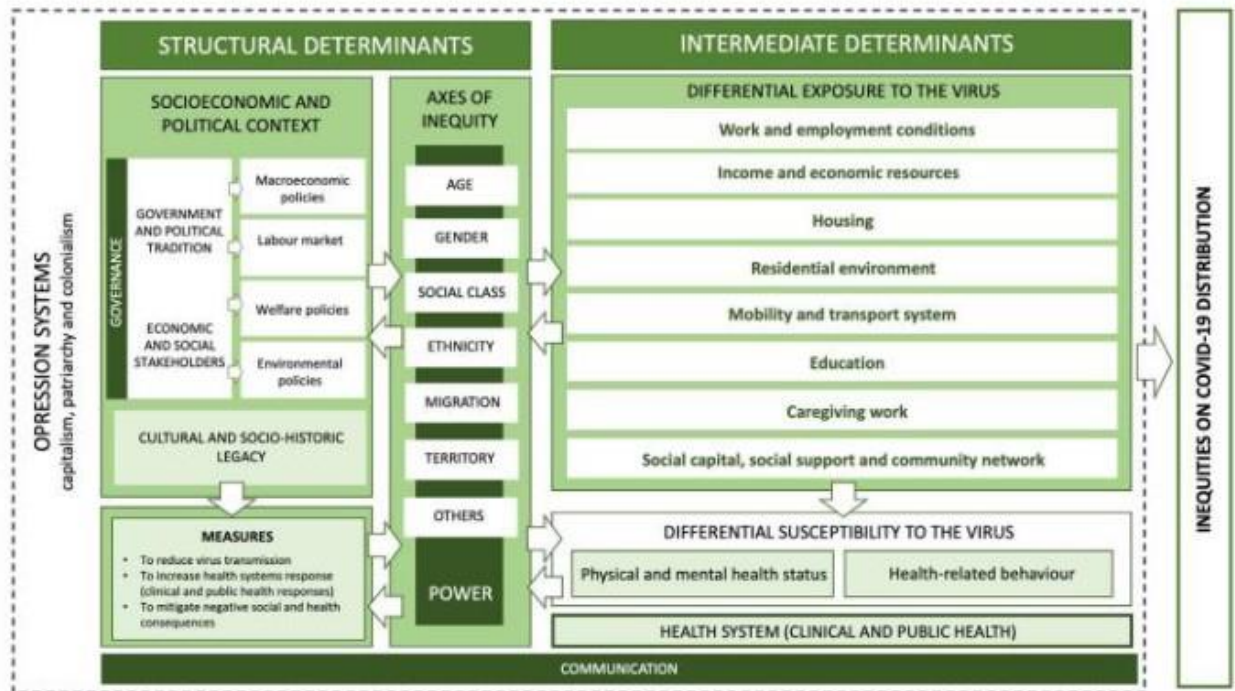 STRUCTURAL DETERMINANTS
INTERMEDIATE DETERMINANTS
OPRESSION SYSTEMS
capitalism, patriarchy and colonialism
SOCIOECONOMIC AND
POLITICAL CONTEXT
GOVERNANCE
GOVERNMENT
AND POLITICAL
TRADITION
ECONOMIC
AND SOCIAL
STAKEHOLDERS
Macroeconomic
policies
Labour market
Welfare policies
Environmental
policies
CULTURAL AND SOCIO-HISTORIC
LEGACY
MEASURES
• To reduce virus transmission
• To increase health systems response
(clinical and public health responses)
• To mitigate negative social and health
consequences
AXES OF
INEQUITY
AGE
GENDER
SOCIAL CLASS
ETHNICITY
MIGRATION
TERRITORY
OTHERS
POWER
DIFFERENTIAL EXPOSURE TO THE VIRUS
Work and employment conditions
Income and economic resources
Housing
Residential environment
Mobility and transport system
Education
Caregiving work
Social capital, social support and community network
DIFFERENTIAL SUSCEPTIBILITY TO THE VIRUS
Physical and mental health status
Health-related behaviour
HEALTH SYSTEM (CLINICAL AND PUBLIC HEALTH)
COMMUNICATION
INEQUITIES ON COVID-19 DISTRIBUTION